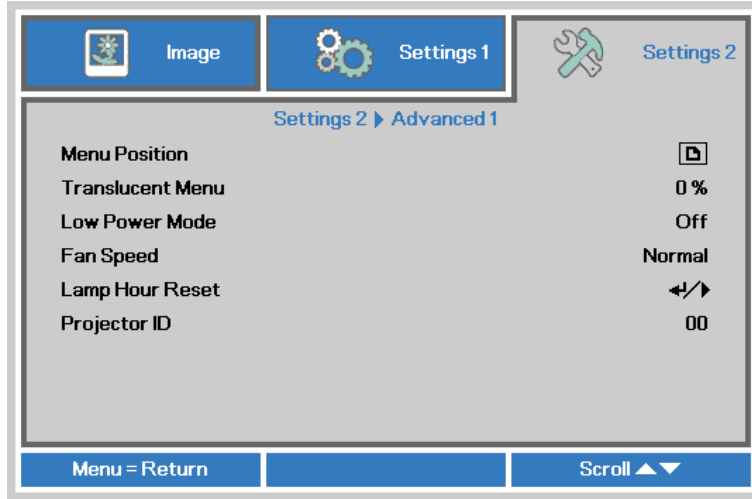 Image
Settings 1
Settings 2
Settings 2 Advanced 1
Menu Position
Translucent Menu 0 %
Low Power Mode Off
Fan Speed Normal
Lamp Hour Reset ↵/▶
Projector ID 00
Menu = Return
Scroll ▲▼